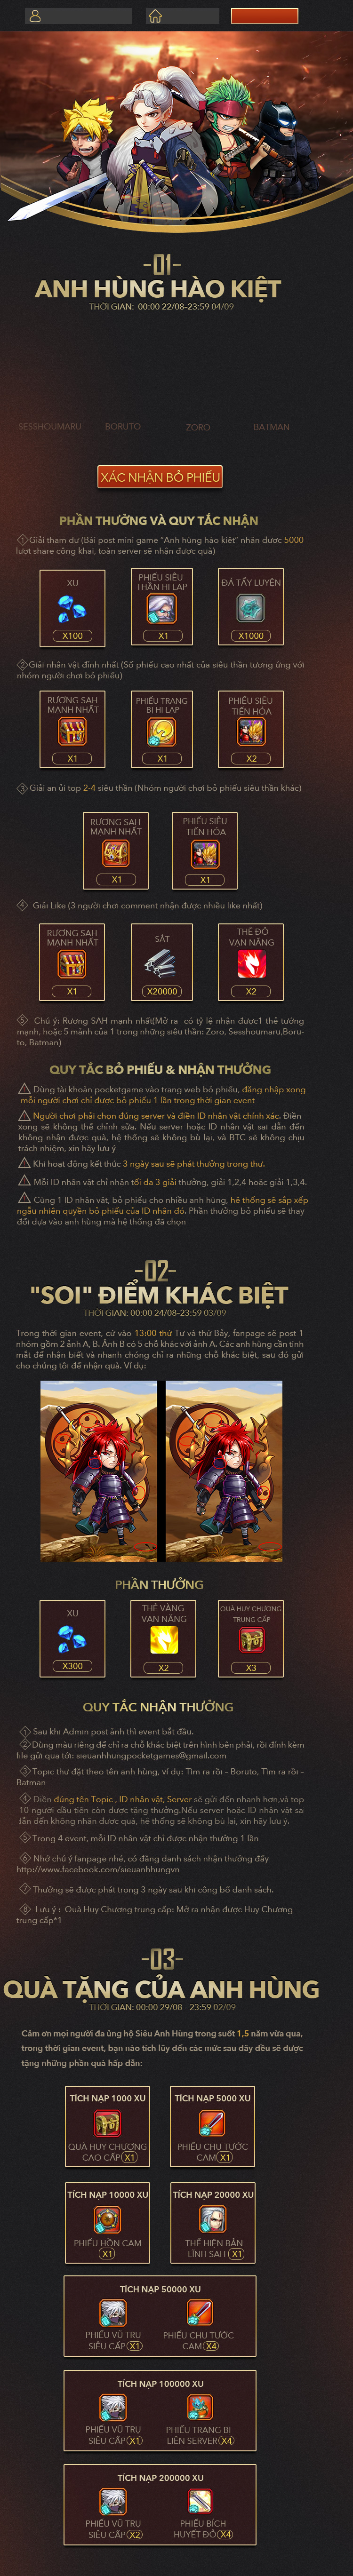 -01-
ANH HÙNG HÀO KIỆT
THỜI GIAN: 00:00 22/08-23:59 04/09
SESSHOUMARU BORUTO ZORO BATMAN
XÁC NHẬN BỎ PHIẾU
PHẦN THƯỞNG VÀ QUY TẮC NHẬN
1 Giải tham dự (Bài post mini game "Anh hùng hào kiệt" nhận được 5000
lượt share công khai, toàn server sẽ nhận được quà)
XU
X100
PHIẾU SIÊU
THẦN HI LAP
X1
ĐÁ TẨY LUYỆN
X1000
2 Giải nhân vật đỉnh nhất (Số phiếu cao nhất của siêu thần tương ứng với
nhóm người chơi bỏ phiếu)
RƯƠNG SAH
MẠNH NHẤT
X1
PHIẾU TRANG
BỊ HI LAP
X1
PHIẾU SIÊU
TIẾN HÓA
X2
3 Giải an ủi top 2-4 siêu thần (Nhóm người chơi bỏ phiếu siêu thần khác)
RƯƠNG SAH
MẠNH NHẤT
X1
PHIẾU SIÊU
TIẾN HÓA
X1
4 Giải Like (3 người chơi comment nhận được nhiều like nhất)
RƯƠNG SAH
MẠNH NHẤT
X1
SẮT
X20000
THẺ ĐỎ
VẠN NĂNG
X2
5 Chú ý: Rương SAH mạnh nhất(Mở ra có tỷ lệ nhận được1 thẻ tướng
mạnh, hoặc 5 mảnh của 1 trong những siêu thần: Zoro, Sesshoumaru,Boru-
to, Batman)
QUY TẮC BỎ PHIẾU & NHẬN THƯỞNG
Dùng tài khoản pocketgame vào trang web bỏ phiếu, đăng nhập xong
mỗi người chơi chỉ được bỏ phiếu 1 lần trong thời gian event
Người chơi phải chọn đúng server và điền ID nhân vật chính xác. Điền
xong sẽ không thể chỉnh sửa. Nếu server hoặc ID nhân vật sai dẫn đến
không nhận được quà, hệ thống sẽ không bù lại, và BTC sẽ không chịu
trách nhiệm, xin hãy lưu ý
Khi hoạt động kết thúc 3 ngày sau sẽ phát thưởng trong thư.
Mỗi ID nhân vật chỉ nhận tối đa 3 giải thưởng, giải 1,2,4 hoặc giải 1,3,4.
Cùng 1 ID nhân vật, bỏ phiếu cho nhiều anh hùng, hệ thống sẽ sắp xếp
ngẫu nhiên quyền bỏ phiếu của ID nhân đó. Phần thưởng bỏ phiếu sẽ thay
đổi dựa vào anh hùng mà hệ thống đã chọn
-02-
"SOI" ĐIỂM KHÁC BIỆT
THỜI GIAN: 00:00 24/08-23:59 03/09
Trong thời gian event, cứ vào 13:00 thứ Tư và thứ Bảy, fanpage sẽ post 1
nhóm gồm 2 ảnh A, B. Ảnh B có 5 chỗ khác với ảnh A. Các anh hùng cần tinh
mắt để nhận biết và nhanh chóng chỉ ra những chỗ khác biệt, sau đó gửi
cho chúng tôi để nhận quà. Ví dụ:
PHẦN THƯỞNG
XU
X300
THẺ VÀNG
VẠN NĂNG
X2
QUÀ HUY CHƯƠNG
TRUNG CẤP
X3
QUY TẮC NHẬN THƯỞNG
1 Sau khi Admin post ảnh thì event bắt đầu.
2 Dùng màu riêng để chỉ ra chỗ khác biệt trên hình bên phải, rồi đính kèm
file gửi qua tới: sieuanhhungpocketgames@gmail.com
3 Topic thư đặt theo tên anh hùng, ví dụ: Tìm ra rồi – Boruto, Tìm ra rồi –
Batman
4 Điền đúng tên Topic , ID nhân vật, Server sẽ gửi đến nhanh hơn,và top
10 người đầu tiên còn được tặng thưởng.Nếu server hoặc ID nhân vật sa
lẫn đến không nhận được quà, hệ thống sẽ không bù lại, xin hãy lưu ý.
5 Trong 4 event, mỗi ID nhân vật chỉ được nhận thưởng 1 lần
6 Nhớ chú ý fanpage nhé, có đăng danh sách nhận thưởng đấy
http://www.facebook.com/sieuanhhungvn
7 Thưởng sẽ được phát trong 3 ngày sau khi công bố danh sách.
8 Lưu ý : Quà Huy Chương trung cấp: Mở ra nhận được Huy Chương
trung cấp*1
-03-
QUÀ TẶNG CỦA ANH HÙNG
THỜI GIAN: 00:00 29/08 – 23:59 02/09
Cảm ơn mọi người đã ủng hộ Siêu Anh Hùng trong suốt 1,5 năm vừa qua,
trong thời gian event, bạn nào tích lũy đến các mức sau đây đều sẽ được
tặng những phần quà hấp dẫn:
TÍCH NẠP 1000 XU
QUÀ HUY CHƯƠNG
CAO CẤP X1
TÍCH NẠP 5000 XU
PHIẾU CHU TƯỚC
CAM X1
TÍCH NẠP 10000 XU
PHIẾU HỒN CAM
X1
TÍCH NẠP 20000 XU
THẺ HIỆN BẢN
LĨNH SAH X1
TÍCH NẠP 50000 XU
PHIẾU VŨ TRỤ
SIÊU CẤP X1
PHIẾU CHU TƯỚC
CAM X4
TÍCH NẠP 100000 XU
PHIẾU VŨ TRỤ
SIÊU CẤP X1
PHIẾU TRANG BỊ
LIÊN SERVER X4
TÍCH NẠP 200000 XU
PHIẾU VŨ TRỤ
SIÊU CẤP X2
PHIẾU BÍCH
HUYẾT ĐỎ X4